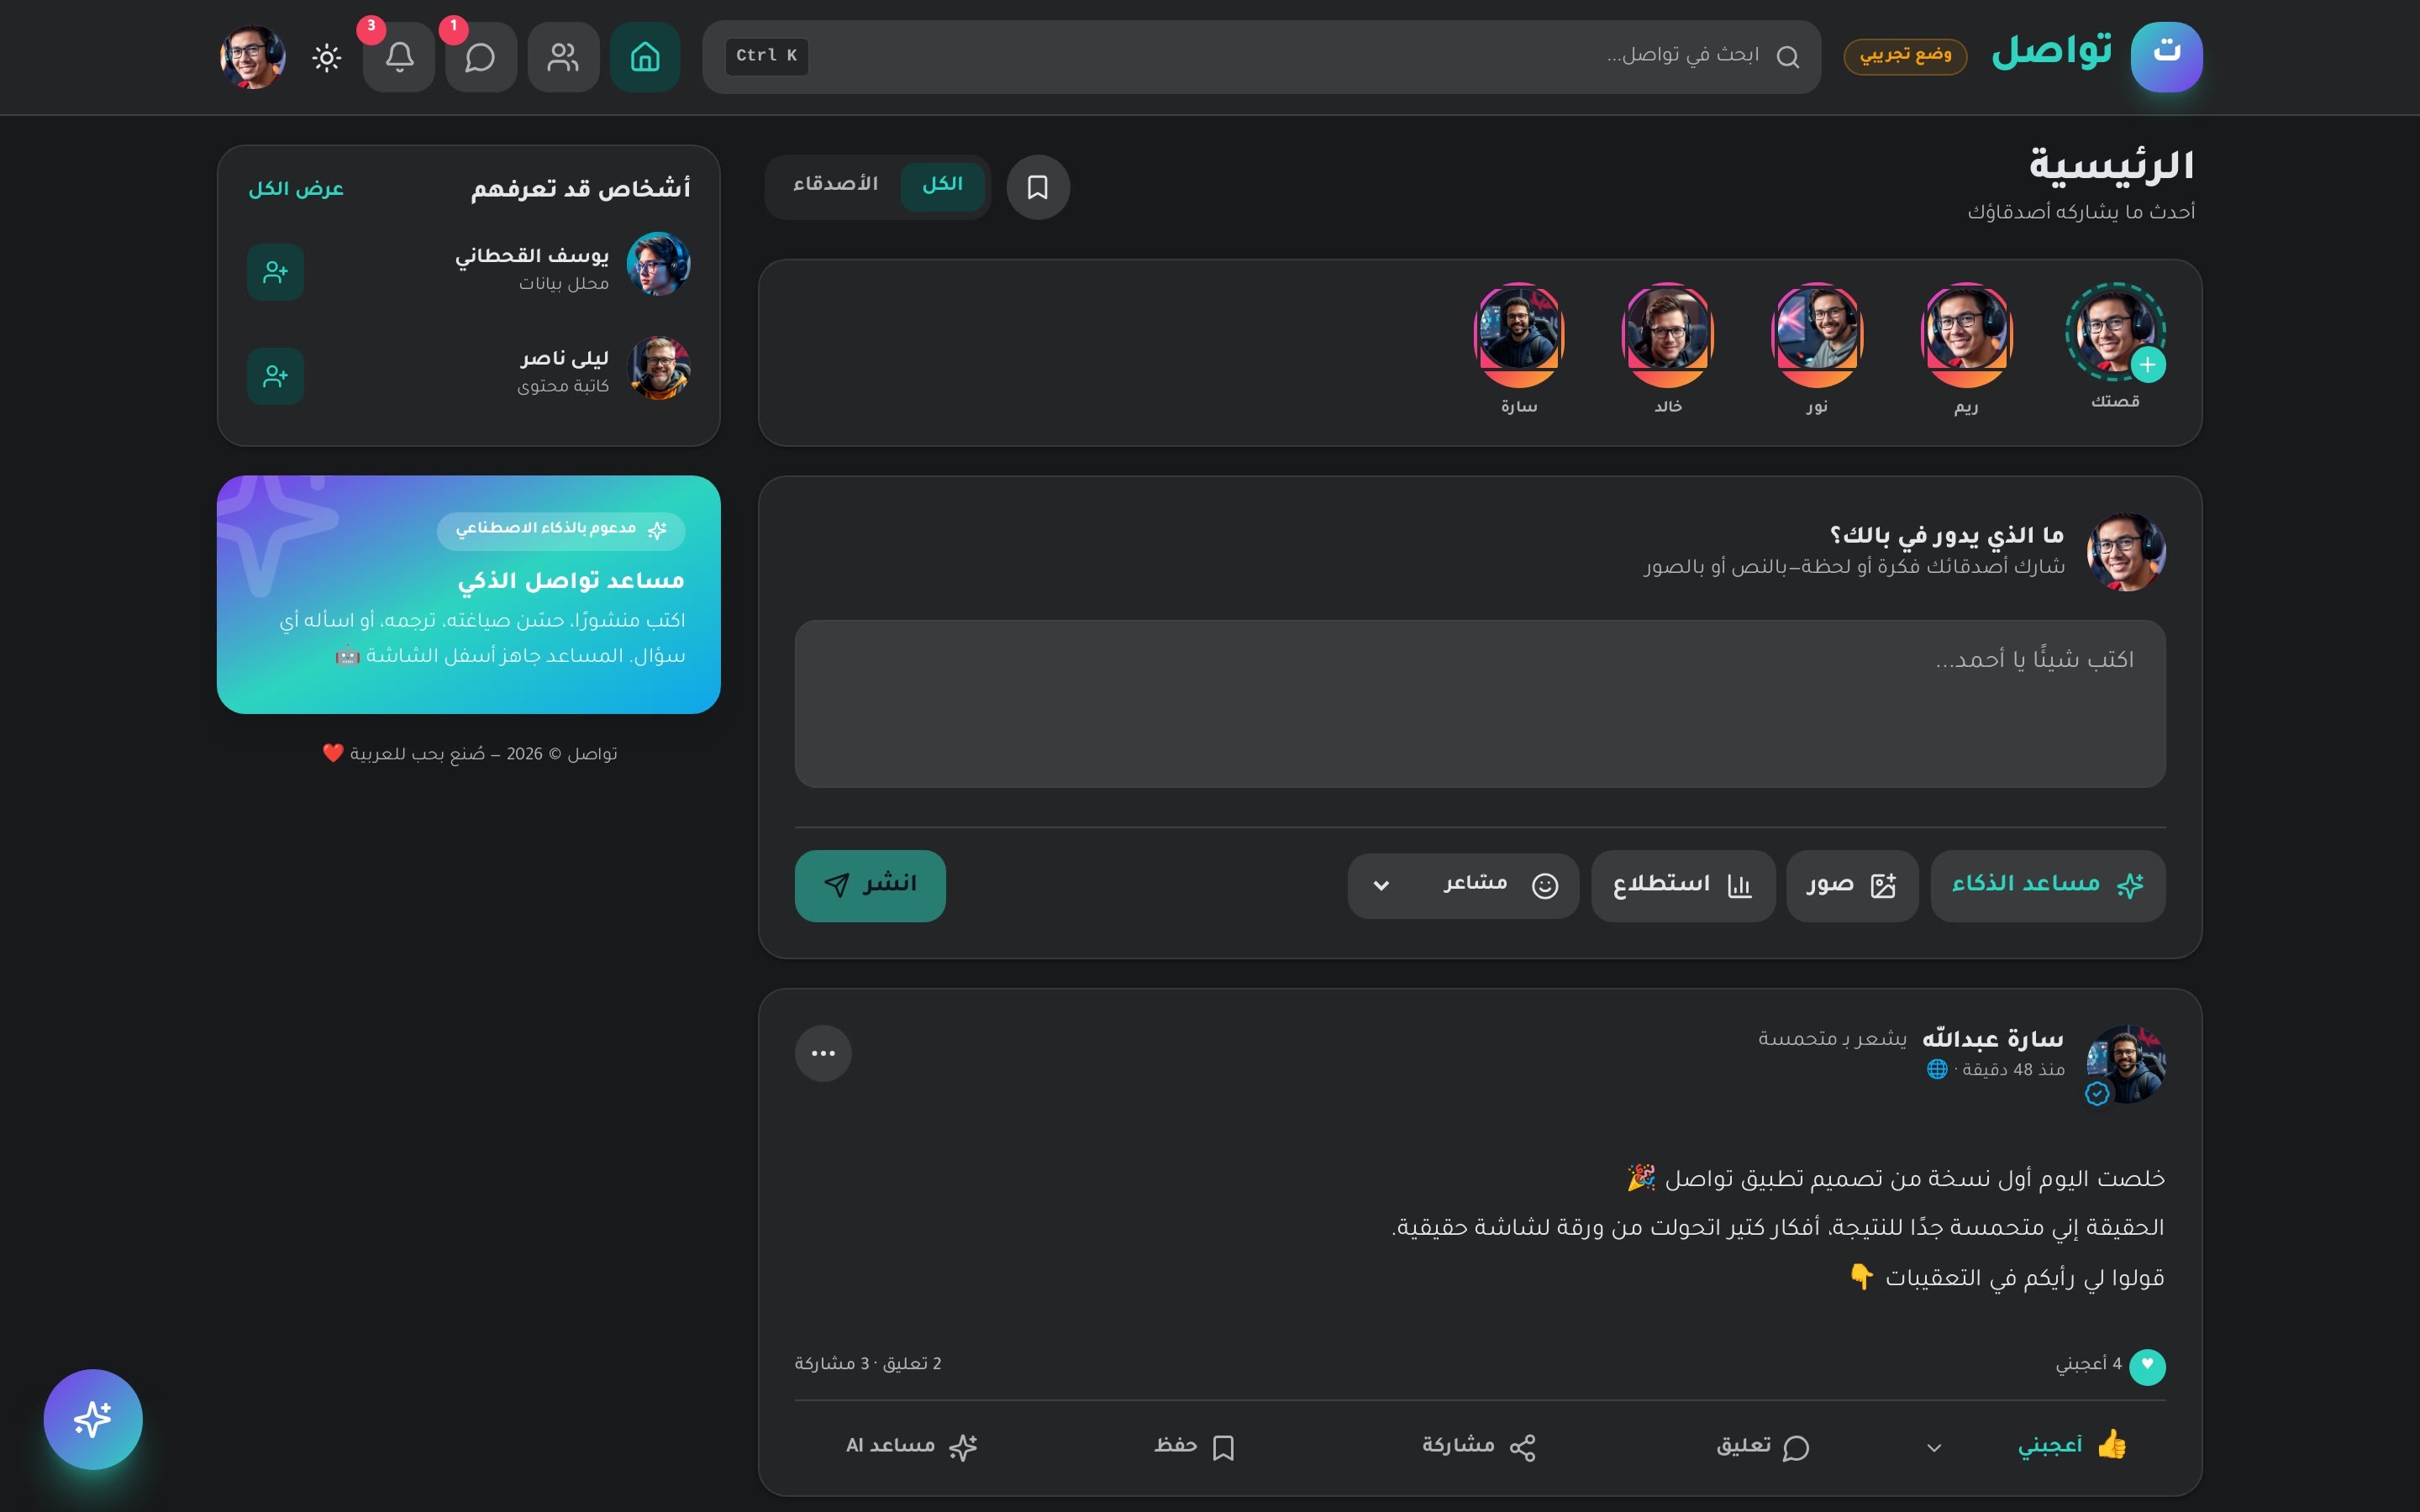 ت
تواصل
وضع تجريبي
ابحث في تواصل...
Ctrl K
1
3
الرئيسية
أحدث ما يشاركه أصدقاؤك
الكل
الأصدقاء
قصتك
ريم
نور
خالد
سارة
ما الذي يدور في بالك؟
شارك أصدقائك فكرة أو لحظة—بالنص أو بالصور
اكتب شيئًا يا أحمد...
مساعد الذكاء
صور
استطلاع
مشاعر
انشر
سارة عبدالله يشعر بـ متحمسة
منذ 48 دقيقة · 🌐
خلصت اليوم أول نسخة من تصميم تطبيق تواصل 🎉
الحقيقة إني متحمسة جدًا للنتيجة، أفكار كتير اتحولت من ورقة لشاشة حقيقية.
قولوا لي رأيكم في التعقيبات 👇
4 أعجبني
2 تعليق · 3 مشاركة
👍 أعجبني
تعليق
مشاركة
حفظ
مساعد AI
أشخاص قد تعرفهم
عرض الكل
يوسف القحطاني
محلل بيانات
ليلى ناصر
كاتبة محتوى
مدعوم بالذكاء الاصطناعي
مساعد تواصل الذكي
اكتب منشورًا، حسّن صياغته، ترجمه، أو اسأله أي
سؤال. المساعد جاهز أسفل الشاشة 🤖
تواصل © 2026 — صُنع بحب للعربية ❤️